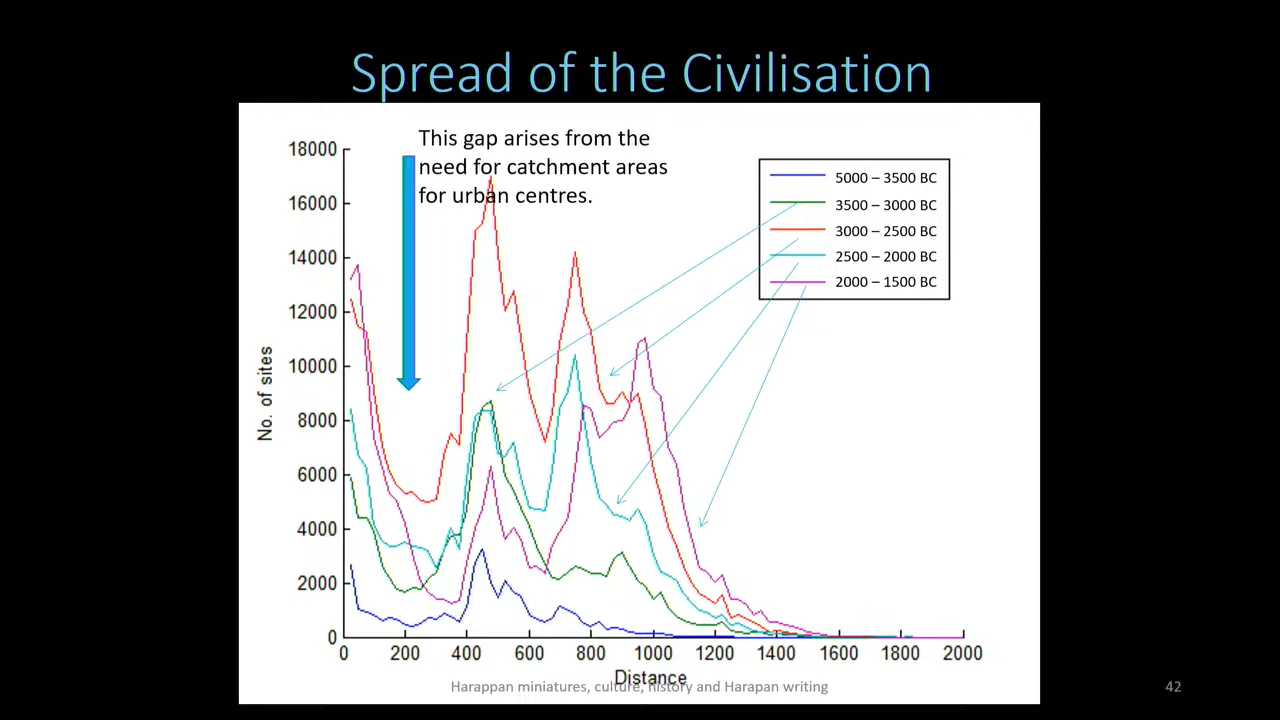 Spread of the Civilisation
This gap arises from the
need for catchment areas
for urban centres.
18000
16000
14000
12000
10000
8000
6000
4000
2000
0
No. of sites
5000 – 3500 BC
3500 – 3000 BC
3000 – 2500 BC
2500 – 2000 BC
2000 – 1500 BC
0 200 400 600 800 1000 1200 1400 1600 1800 2000
Distance
Harappan miniatures, culture, history and Harapan writing
42